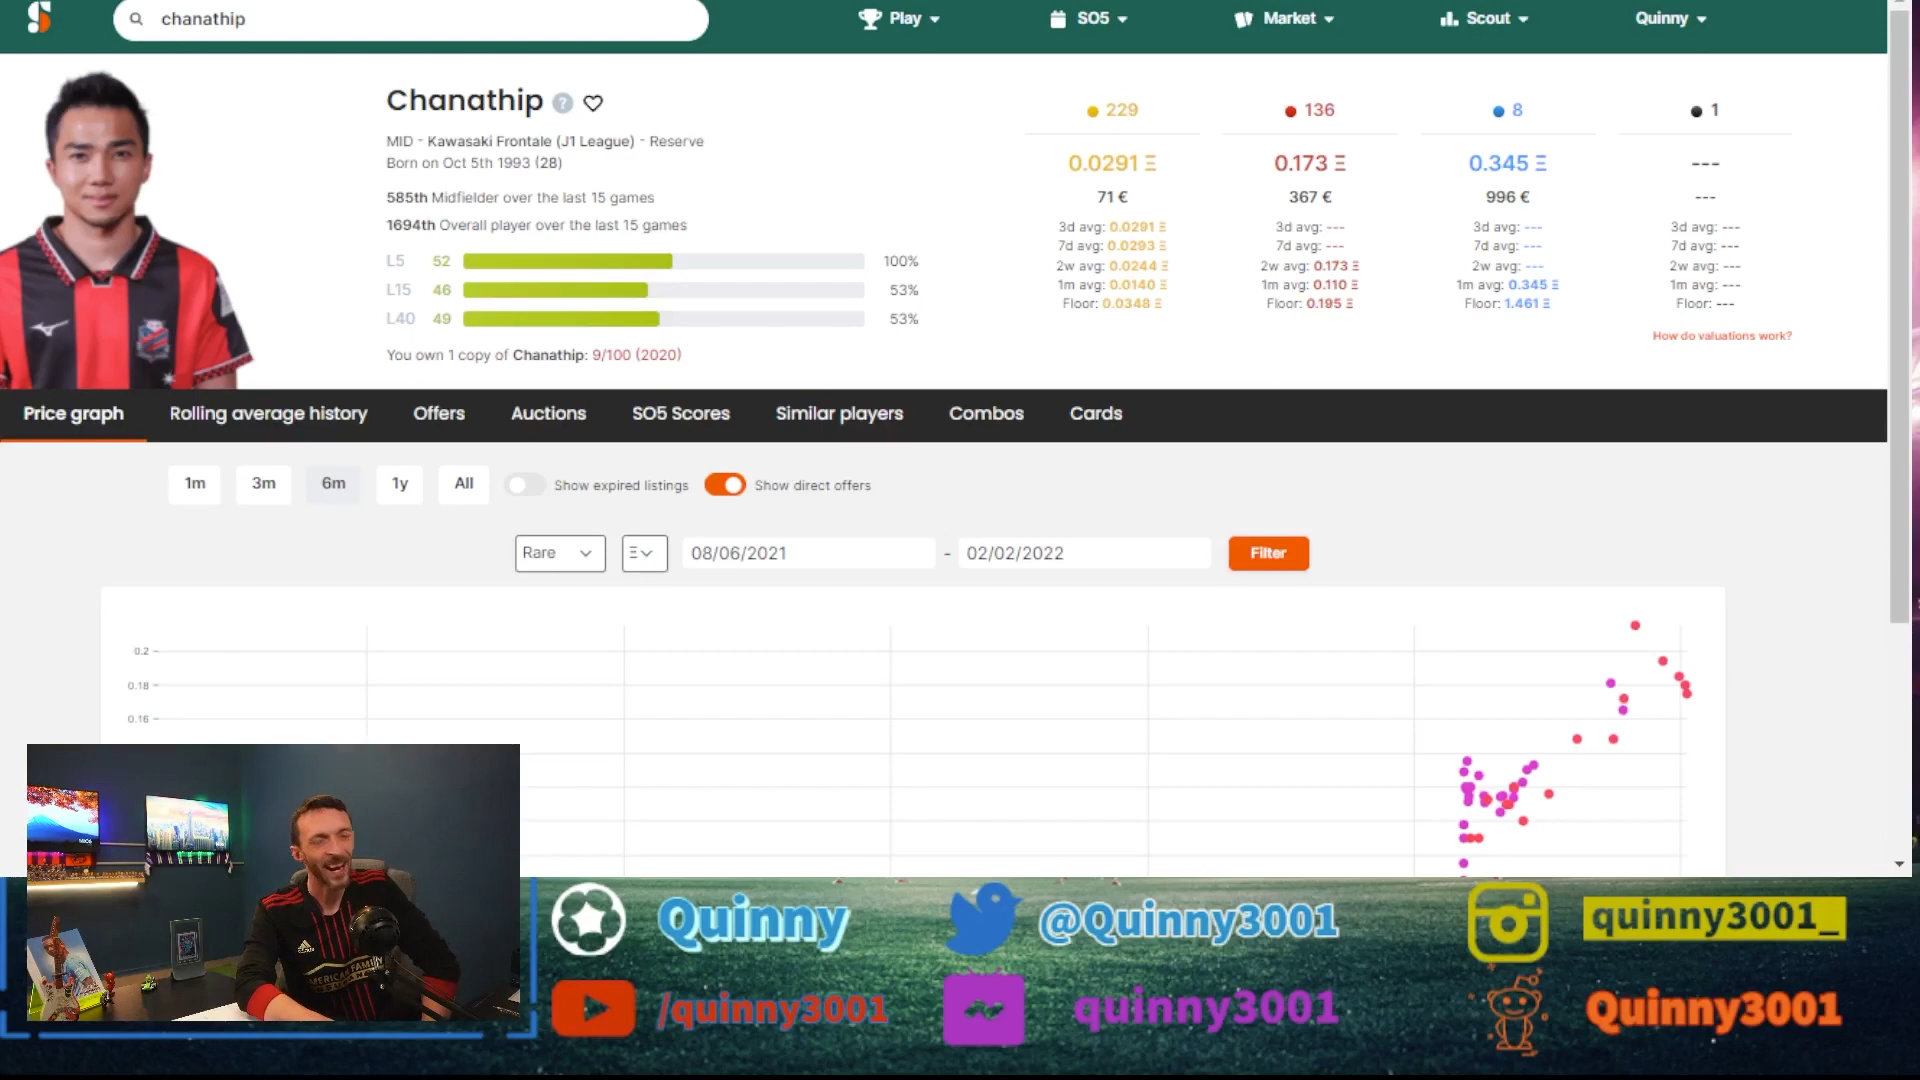 chanathip
Play
SO5
Market
Scout
Quinny
Chanathip ?
MID - Kawasaki Frontale (J1 League) - Reserve
Born on Oct 5th 1993 (28)
585th Midfielder over the last 15 games
1694th Overall player over the last 15 games
L5 52 100%
L15 46 53%
L40 49 53%
You own 1 copy of Chanathip: 9/100 (2020)
229
0.0291 Ξ
71 €
3d avg: 0.0291 Ξ
7d avg: 0.0293 Ξ
2w avg: 0.0244 Ξ
1m avg: 0.0140 Ξ
Floor: 0.0348 Ξ
136
0.173 Ξ
367 €
3d avg: ---
7d avg: ---
2w avg: 0.173 Ξ
1m avg: 0.110 Ξ
Floor: 0.195 Ξ
8
0.345 Ξ
996 €
3d avg: ---
7d avg: ---
2w avg: ---
1m avg: 0.345 Ξ
Floor: 1.461 Ξ
1
---
---
3d avg: ---
7d avg: ---
2w avg: ---
1m avg: ---
Floor: ---
How do valuations work?
Price graph
Rolling average history
Offers
Auctions
SO5 Scores
Similar players
Combos
Cards
1m
3m
6m
1y
All
Show expired listings
Show direct offers
Rare
Ξ
08/06/2021 - 02/02/2022
Filter
0.2
0.18
0.16
adidas
AMERICAN FAMILY
INSURANCE
Quinny
@Quinny3001
quinny3001_
/quinny3001
quinny3001
Quinny3001